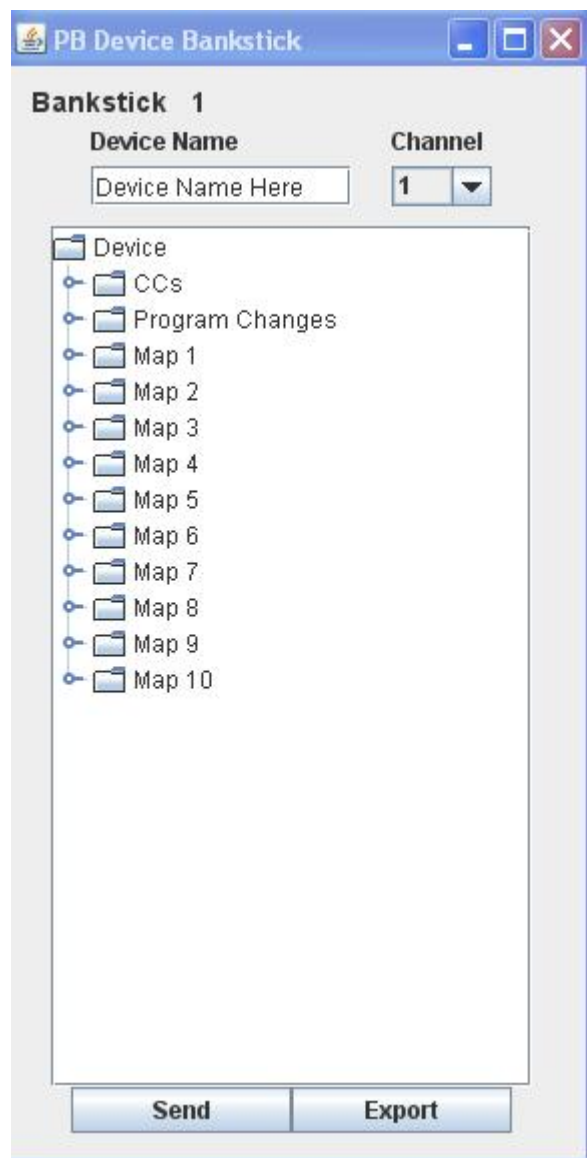 PB Device Bankstick
Bankstick 1
Device Name Channel
Device Name Here 1
Device
CCs
Program Changes
Map 1
Map 2
Map 3
Map 4
Map 5
Map 6
Map 7
Map 8
Map 9
Map 10
Send Export